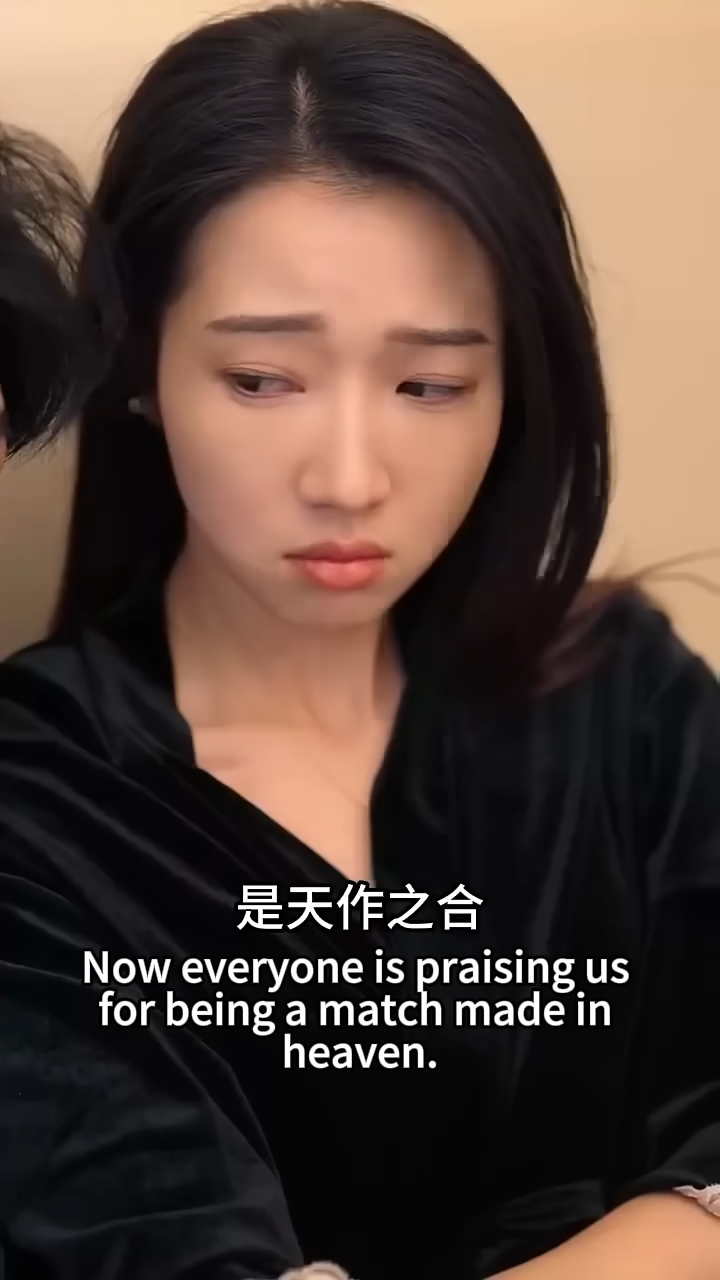 是天作之合
Now everyone is praising us
for being a match made in
heaven.